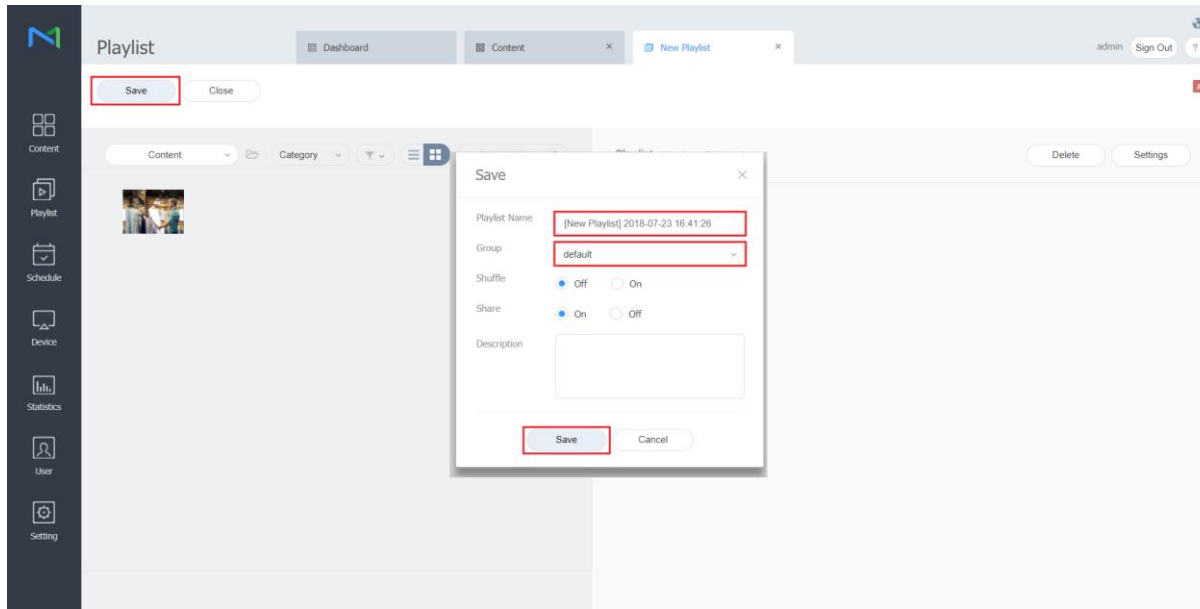 Playlist
Dashboard
Content
New Playlist
admin
Sign Out
?
Save
Close
Content
Playlist
Schedule
Device
Statistics
User
Setting
Content
Category
Delete
Settings
Save
Playlist Name
[New Playlist] 2018-07-23 16:41:26
Group
default
Shuffle
Off
On
Share
On
Off
Description
Save
Cancel